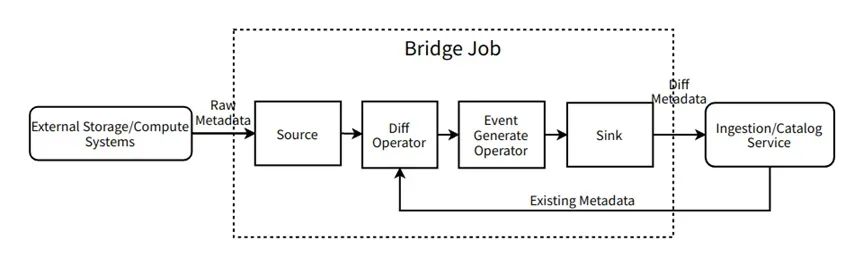 Bridge Job
Raw
Metadata
Diff
Metadata
External Storage/Compute
Systems
Source
Diff
Operator
Event
Generate
Operator
Sink
Ingestion/Catalog
Service
Existing Metadata